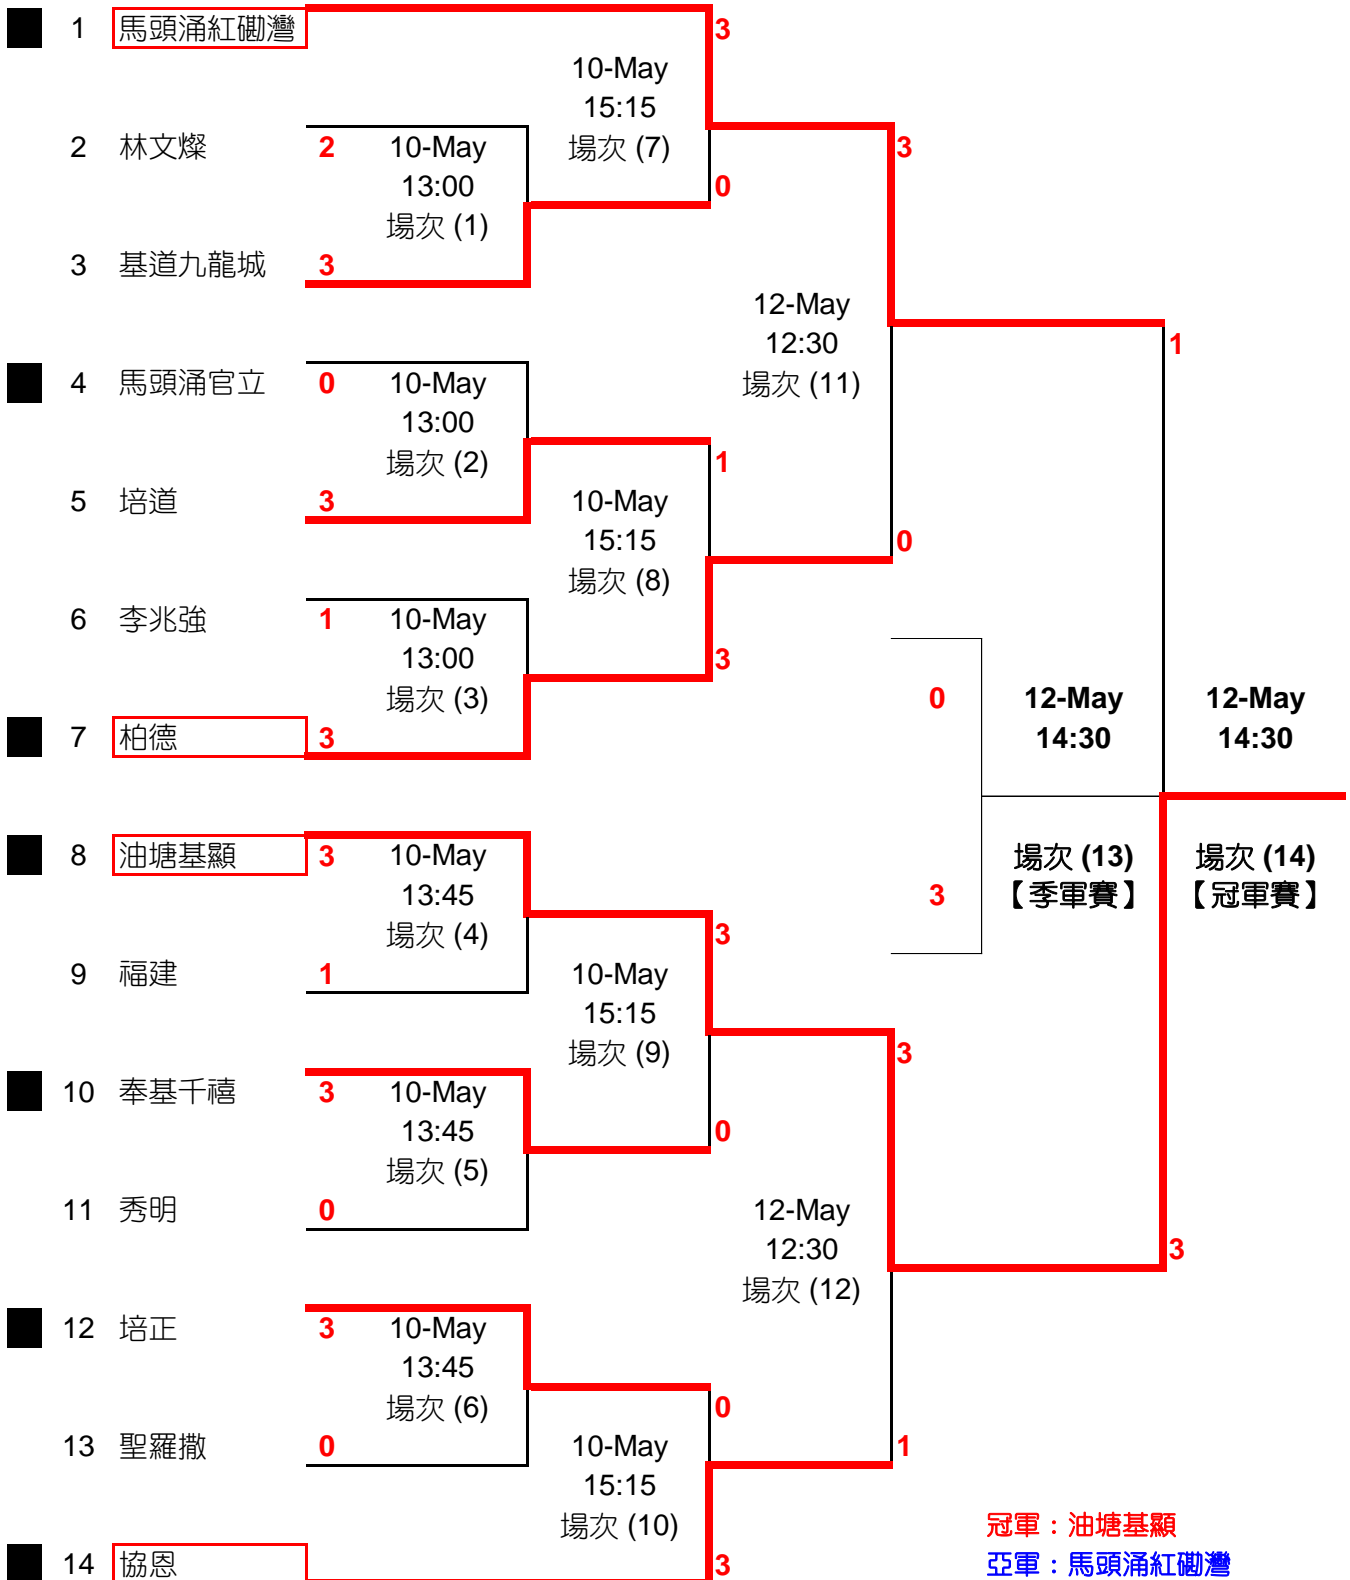 1 馬頭涌紅磡灣 3
10-May
15:15
場次 (7)
2 林文燦 2 10-May 3
13:00 0
場次 (1)
3 基道九龍城 3
12-May
12:30 1
場次 (11)
4 馬頭涌官立 0 10-May
13:00
場次 (2) 1
5 培道 3 10-May
15:15 0
場次 (8)
6 李兆強 1 10-May
13:00 3
場次 (3) 0 12-May 12-May
7 柏德 3 14:30 14:30
8 油塘基顯 3 10-May 場次 (13) 場次 (14)
13:45 3 【季軍賽】 【冠軍賽】
場次 (4) 3
9 福建 1 10-May
15:15
場次 (9) 3
10 奉基千禧 3 10-May
13:45 0
場次 (5)
11 秀明 0 12-May
12:30 3
場次 (12)
12 培正 3 10-May
13:45
場次 (6) 0
13 聖羅撒 0 10-May 1
15:15
場次 (10) 冠軍：油塘基顯
14 協恩 3 亞軍：馬頭涌紅磡灣